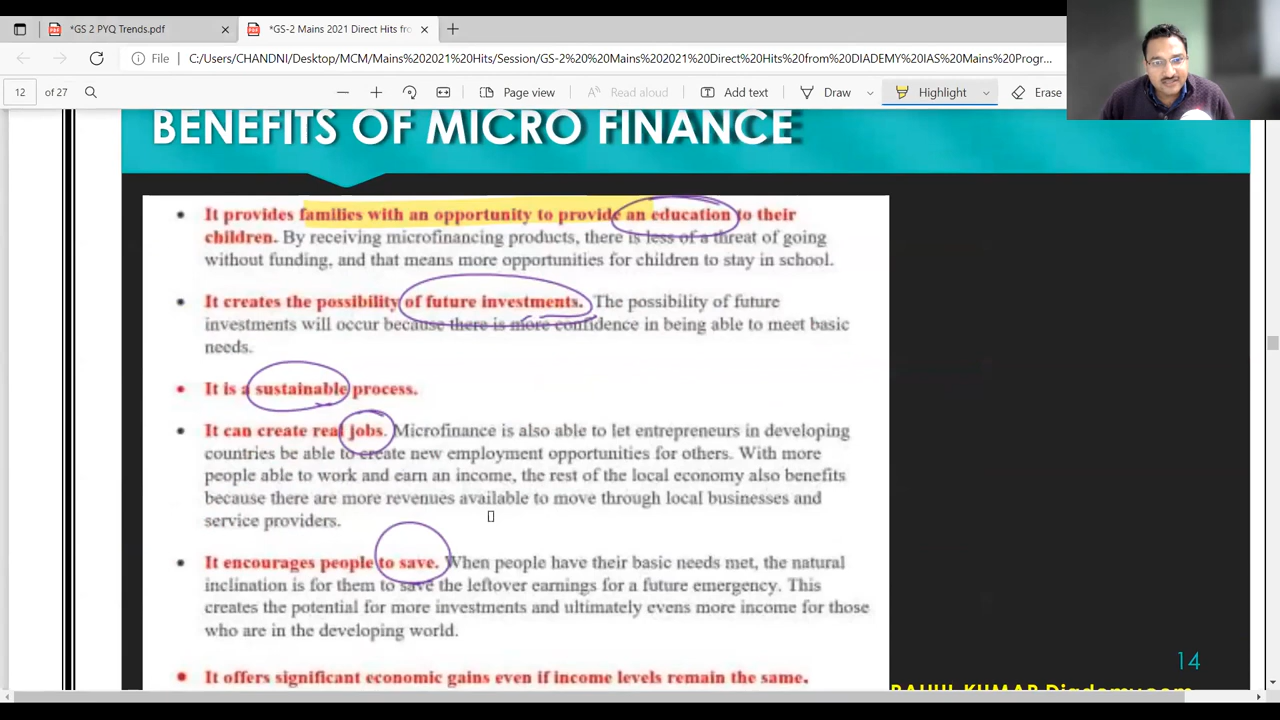 *GS 2 PYQ Trends.pdf
*GS-2 Mains 2021 Direct Hits fro
File
C:/Users/CHANDNI/Desktop/MCM/Mains%202021%20Hits/Session/GS-2%20%20Mains%202021%20Direct%20Hits%20from%20DIADEMY%20IAS%20Mains%20Progr...
12 of 27
Page view
Read aloud
Add text
Draw
Highlight
Erase
BENEFITS OF MICRO FINANCE
• It provides families with an opportunity to provide an education to their
children. By receiving microfinancing products, there is less of a threat of going
without funding, and that means more opportunities for children to stay in school.
• It creates the possibility of future investments. The possibility of future
investments will occur because there is more confidence in being able to meet basic
needs.
• It is a sustainable process.
• It can create real jobs. Microfinance is also able to let entrepreneurs in developing
countries be able to create new employment opportunities for others. With more
people able to work and earn an income, the rest of the local economy also benefits
because there are more revenues available to move through local businesses and
service providers.
• It encourages people to save. When people have their basic needs met, the natural
inclination is for them to save the leftover earnings for a future emergency. This
creates the potential for more investments and ultimately evens more income for those
who are in the developing world.
• It offers significant economic gains even if income levels remain the same.
14
RAHUL KUMAR Diademy.com